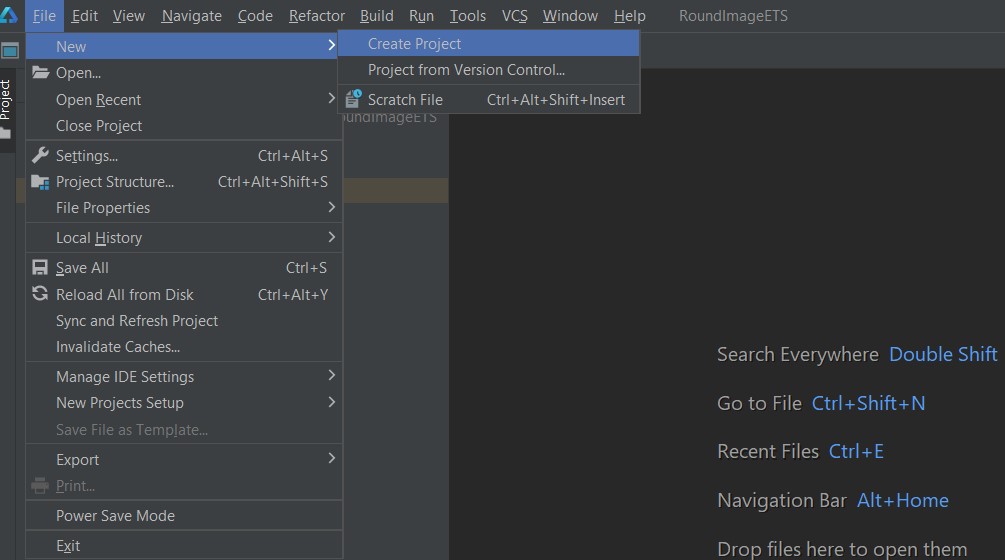 File Edit View Navigate Code Refactor Build Run Tools VCS Window Help RoundImageETS
New
Create Project
Project from Version Control...
Scratch File Ctrl+Alt+Shift+Insert
Project
Open...
Open Recent
Close Project
Settings... Ctrl+Alt+S
Project Structure... Ctrl+Alt+Shift+S
File Properties
Local History
Save All Ctrl+S
Reload All from Disk Ctrl+Alt+Y
Sync and Refresh Project
Invalidate Caches...
Manage IDE Settings
New Projects Setup
Save File as Template...
Export
Print...
Power Save Mode
Exit
Search Everywhere Double Shift
Go to File Ctrl+Shift+N
Recent Files Ctrl+E
Navigation Bar Alt+Home
Drop files here to open them